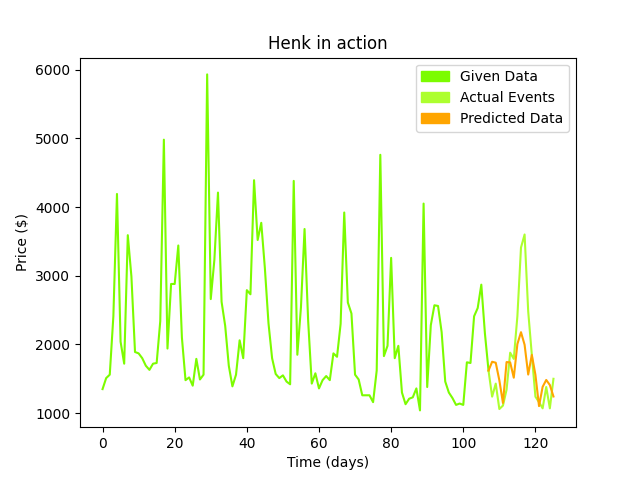 Henk in action
Given Data
Actual Events
Predicted Data
Price ($)
6000
5000
4000
3000
2000
1000
0 20 40 60 80 100 120
Time (days)